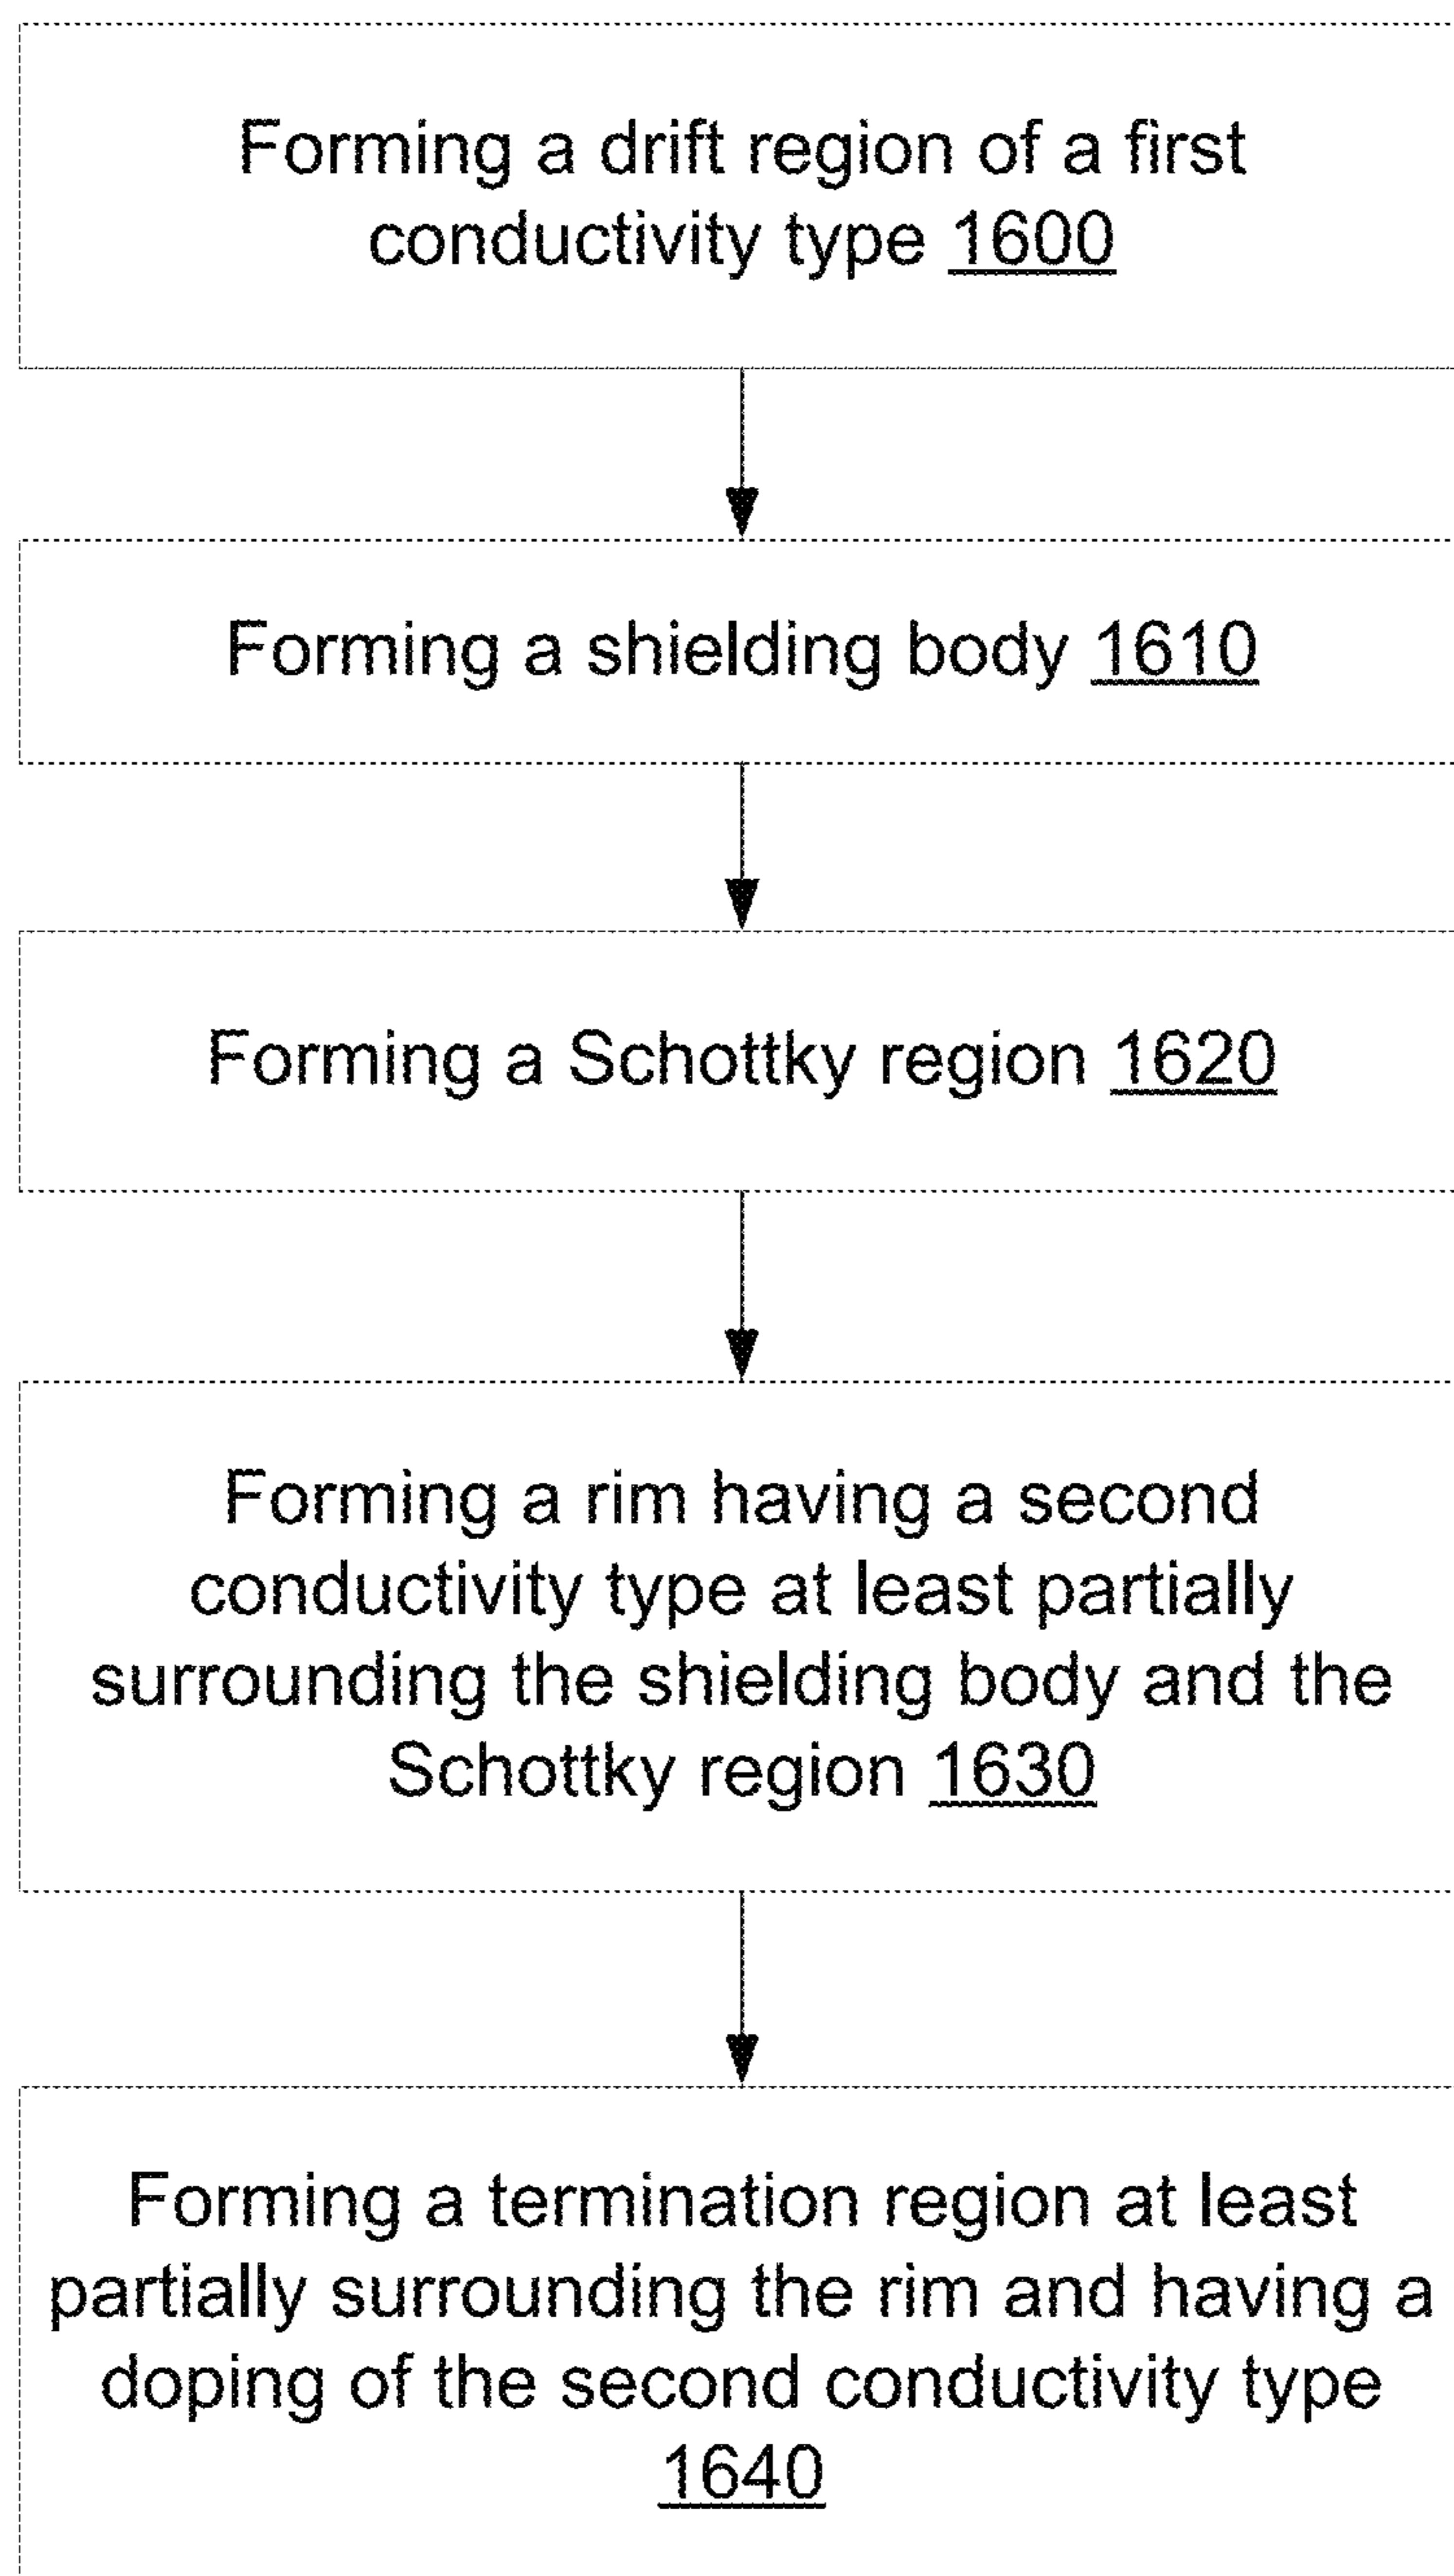 Forming a drift region of a first
conductivity type 1600
Forming a shielding body 1610
Forming a Schottky region 1620
Forming a rim having a second
conductivity type at least partially
surrounding the shielding body and the
Schottky region 1630
Forming a termination region at least
partially surrounding the rim and having a
doping of the second conductivity type
1640